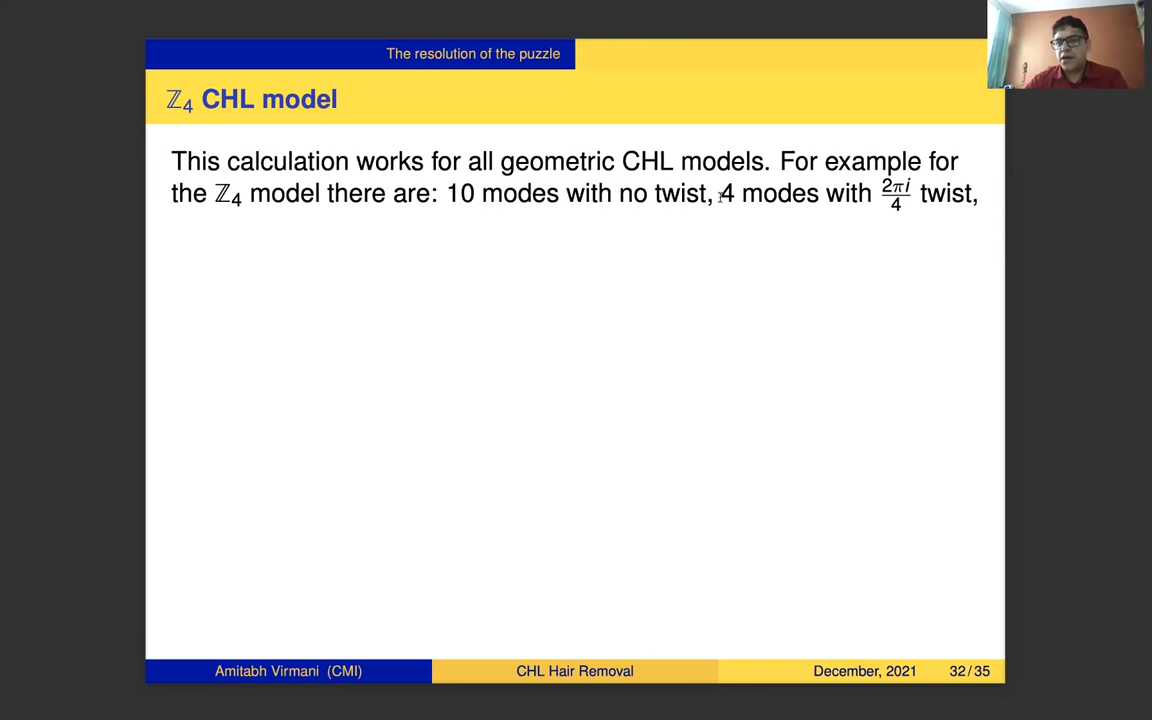 The resolution of the puzzle
ℤ₄ CHL model
This calculation works for all geometric CHL models. For example for
the ℤ₄ model there are: 10 modes with no twist, 4 modes with 2πi/4 twist,
Amitabh Virmani (CMI)
CHL Hair Removal
December, 2021 32/35